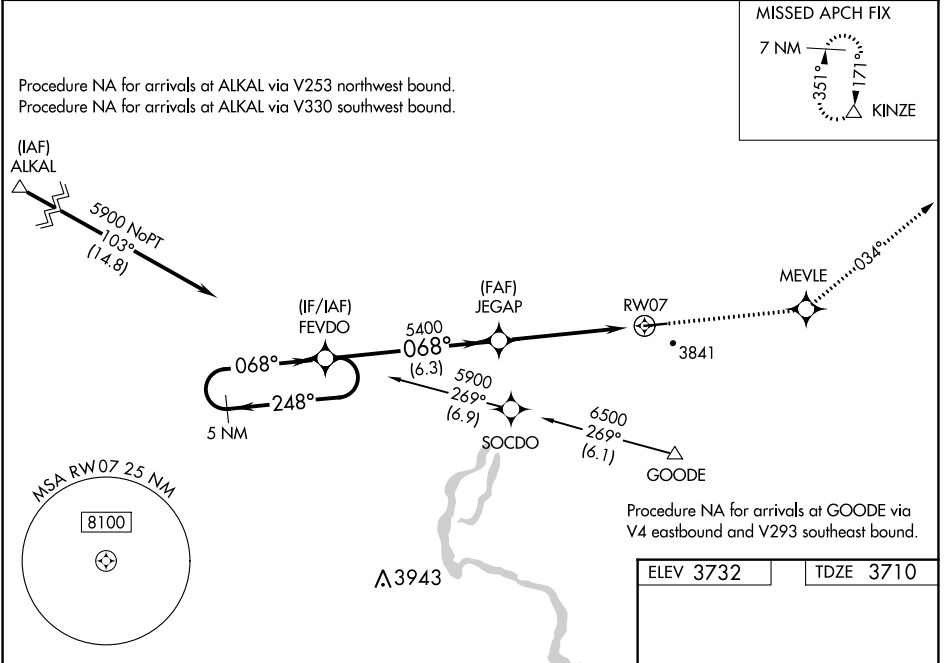 MISSED APCH FIX
7 NM
351°
171°
KINZE
Procedure NA for arrivals at ALKAL via V253 northwest bound.
Procedure NA for arrivals at ALKAL via V330 southwest bound.
(IAF)
ALKAL
5900 NoPT
103°
(14.8)
034°
MEVLE
(FAF)
JEGAP
RW07
(IF/IAF)
FEVDO
5400
068°
(6.3)
3841
068°
248°
5 NM
5900
269°
(6.9)
SOCDO
6500
269°
(6.1)
GOODE
MSA RW07 25 NM
8100
Procedure NA for arrivals at GOODE via
V4 eastbound and V293 southeast bound.
3943
ELEV 3732
TDZE 3710